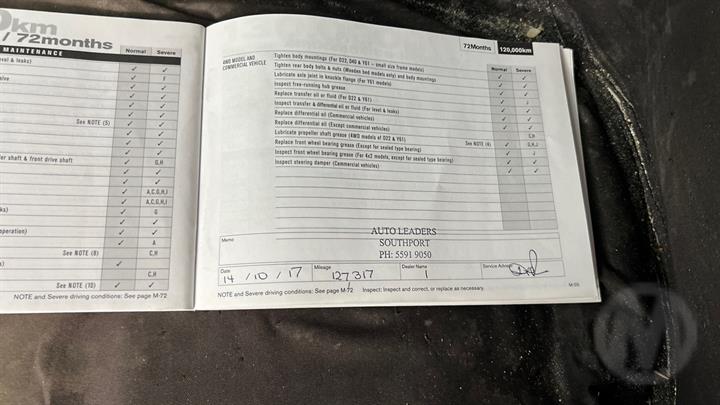 0km
/ 72months
MAINTENANCE Normal Severe
vel & leaks) ✓ ✓
See NOTE (5) ✓ ✓
er shaft & front drive shaft ✓ G,H
✓ A,C,G,H,I
✓ A,C,G,H,I
ks) ✓ G
operation) ✓
✓ A
See NOTE (8) C,H
s) ✓
C,H
See NOTE (10) ✓ ✓
NOTE and Severe driving conditions: See page M-72
72Months 120,000km
4WD MODEL AND
COMMERCIAL VEHICLE
Normal Severe
Tighten body mountings (For D22, D40 & Y61 – small size frame models) ✓ ✓
Tighten rear body bolts & nuts (Wooden bed models only) and body mountings ✓ ✓
Lubricate axle joint in knuckle flange (For Y61 models) ✓ ✓
Inspect free-running hub grease ✓ ✓
Replace transfer oil or fluid (For D22 & Y61) ✓ ✓
Inspect transfer & differential oil or fluid (For level & leaks) ✓ ✓
Replace differential oil (Commercial vehicles)
Replace differential oil (Except commercial vehicles)
Lubricate propeller shaft grease (4WD models of D22 & Y61) C,H
Replace front wheel bearing grease (Except for sealed type bearing) See NOTE (6) ✓ G,H,I
Inspect front wheel bearing grease (For 4x2 models, except for sealed type bearing) ✓
Inspect steering damper (Commercial vehicles) ✓ ✓
AUTO LEADERS
SOUTHPORT
PH: 5591 9050
Memo
Date Mileage Dealer Name Service Advisor
14 / 10 / 17 127317 1
NOTE and Severe driving conditions: See page M-72 Inspect: Inspect and correct, or replace as necessary.